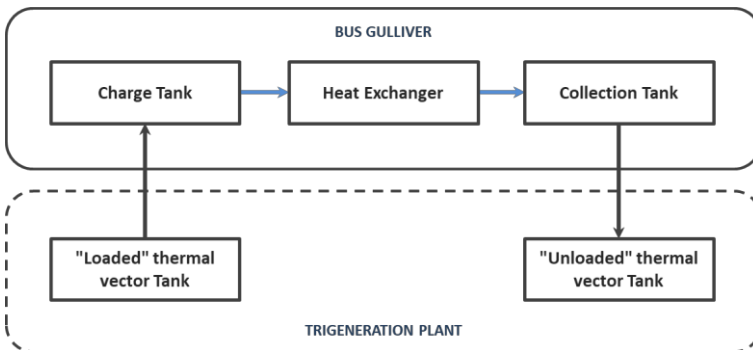 BUS GULLIVER
Charge Tank
Heat Exchanger
Collection Tank
"Loaded" thermal
vector Tank
"Unloaded" thermal
vector Tank
TRIGENERATION PLANT